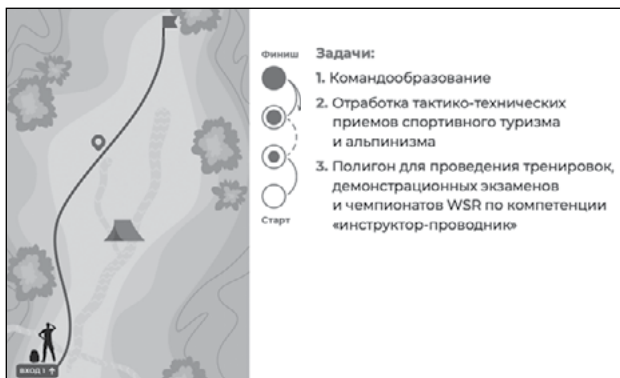 ВХОД 1 ↑
Финиш
Старт
Задачи:
1. Командообразование
2. Отработка тактико-технических
приемов спортивного туризма
и альпинизма
3. Полигон для проведения тренировок,
демонстрационных экзаменов
и чемпионатов WSR по компетенции
«инструктор-проводник»